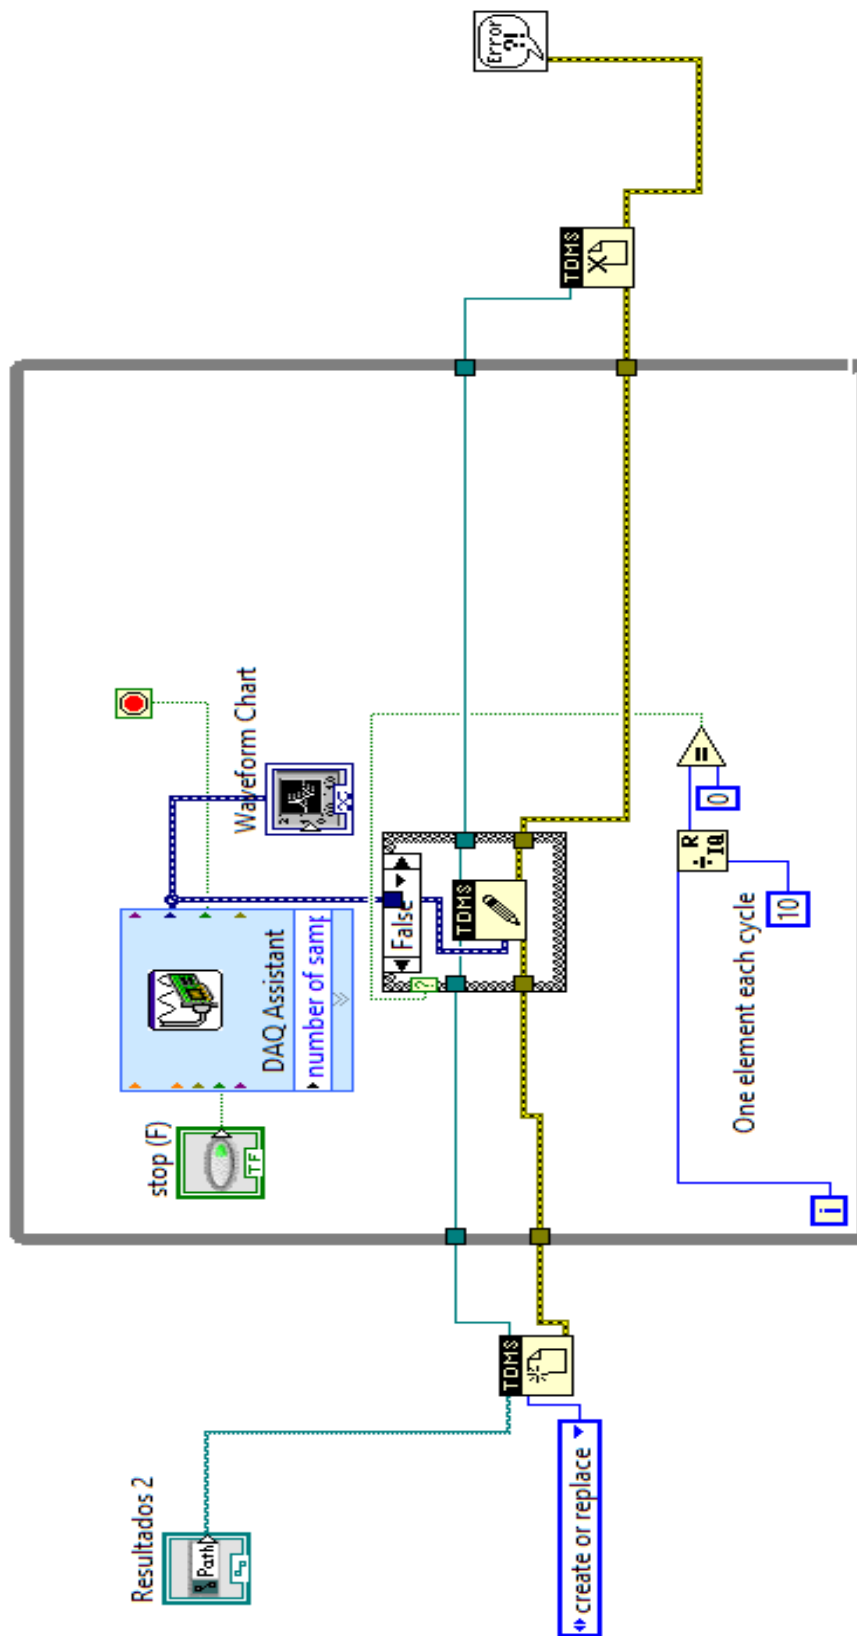 Resultados 2
Path
create or replace
TDMS
stop (F)
TF
DAQ Assistant
number of samp
Waveform Chart
False
?
TDMS
i
One element each cycle
10
R
IQ
0
=
TDMS
Error
?!